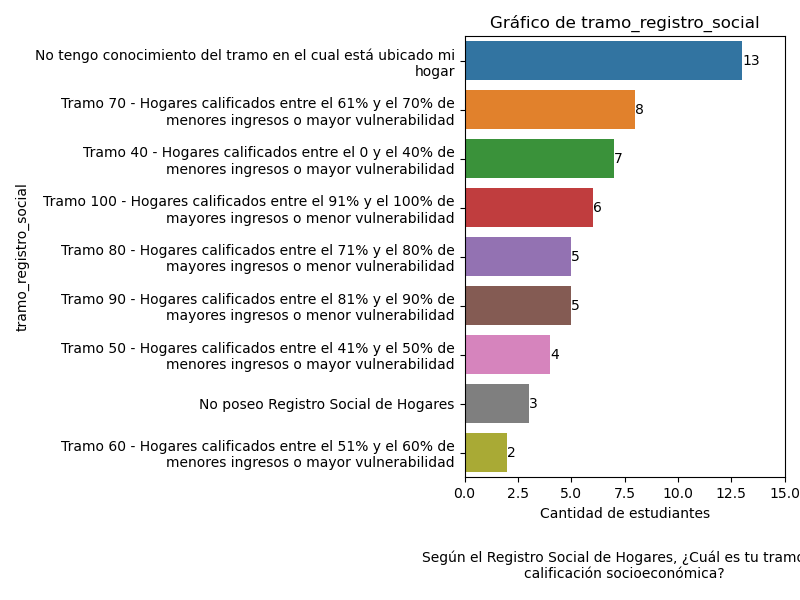 Gráfico de tramo_registro_social
tramo_registro_social
No tengo conocimiento del tramo en el cual está ubicado mi
hogar
13
Tramo 70 - Hogares calificados entre el 61% y el 70% de
menores ingresos o mayor vulnerabilidad
8
Tramo 40 - Hogares calificados entre el 0 y el 40% de
menores ingresos o mayor vulnerabilidad
7
Tramo 100 - Hogares calificados entre el 91% y el 100% de
mayores ingresos o menor vulnerabilidad
6
Tramo 80 - Hogares calificados entre el 71% y el 80% de
mayores ingresos o menor vulnerabilidad
5
Tramo 90 - Hogares calificados entre el 81% y el 90% de
mayores ingresos o menor vulnerabilidad
5
Tramo 50 - Hogares calificados entre el 41% y el 50% de
menores ingresos o mayor vulnerabilidad
4
No poseo Registro Social de Hogares
3
Tramo 60 - Hogares calificados entre el 51% y el 60% de
menores ingresos o mayor vulnerabilidad
2
0.0 2.5 5.0 7.5 10.0 12.5 15.0
Cantidad de estudiantes
Según el Registro Social de Hogares, ¿Cuál es tu tramo
calificación socioeconómica?